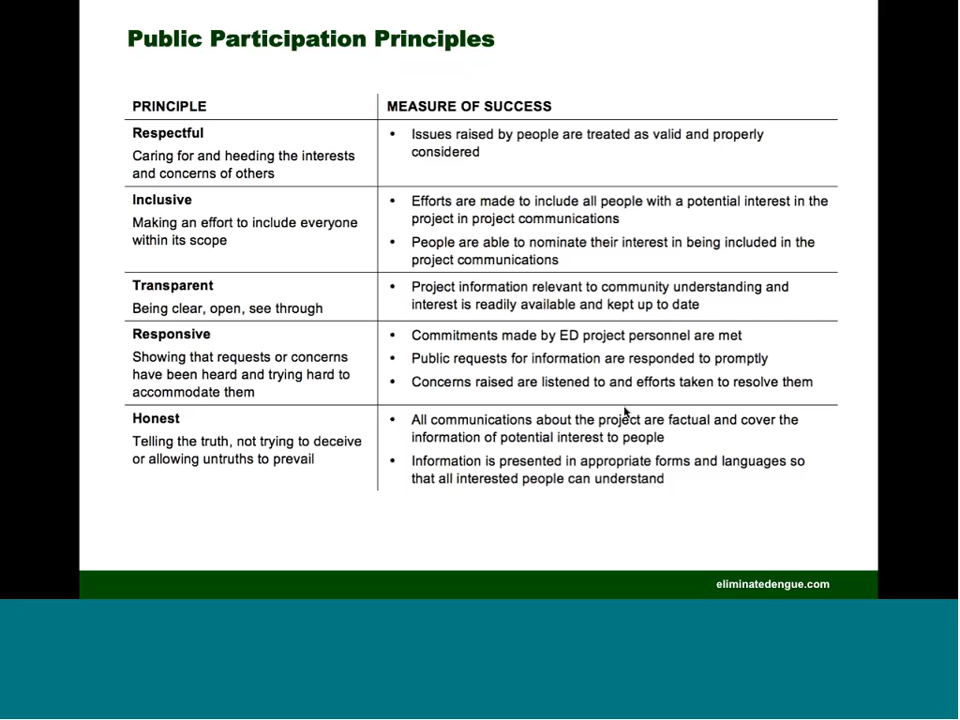 Public Participation Principles
PRINCIPLE
MEASURE OF SUCCESS
Respectful
Caring for and heeding the interests
and concerns of others
• Issues raised by people are treated as valid and properly
considered
Inclusive
Making an effort to include everyone
within its scope
• Efforts are made to include all people with a potential interest in the
project in project communications
• People are able to nominate their interest in being included in the
project communications
Transparent
Being clear, open, see through
• Project information relevant to community understanding and
interest is readily available and kept up to date
Responsive
Showing that requests or concerns
have been heard and trying hard to
accommodate them
• Commitments made by ED project personnel are met
• Public requests for information are responded to promptly
• Concerns raised are listened to and efforts taken to resolve them
Honest
Telling the truth, not trying to deceive
or allowing untruths to prevail
• All communications about the project are factual and cover the
information of potential interest to people
• Information is presented in appropriate forms and languages so
that all interested people can understand
eliminatedengue.com